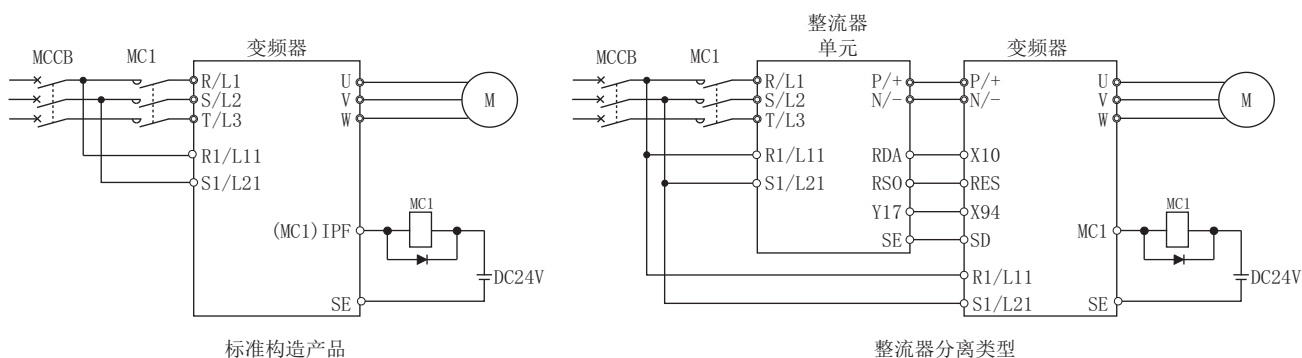 变频器
MCCB
MC1
R/L1
S/L2
T/L3
R1/L11
S1/L21
U
V
W
M
(MC1)IPF
MC1
DC24V
SE
标准构造产品
整流器
单元
变频器
MCCB
MC1
R/L1
S/L2
T/L3
R1/L11
S1/L21
P/+
N/-
RDA
RSO
Y17
SE
P/+
N/-
X10
RES
X94
SD
R1/L11
S1/L21
U
V
W
M
MC1
MC1
DC24V
SE
整流器分离类型